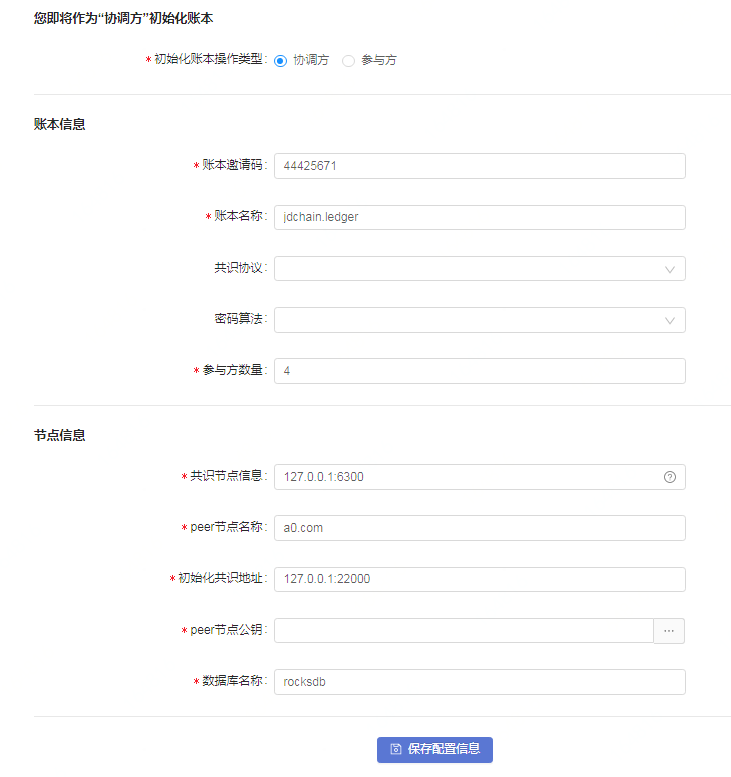 您即将作为“协调方”初始化账本
* 初始化账本操作类型: 协调方 参与方
账本信息
* 账本邀请码: 44425671
* 账本名称: jdchain.ledger
共识协议:
密码算法:
* 参与方数量: 4
节点信息
* 共识节点信息: 127.0.0.1:6300
* peer节点名称: a0.com
* 初始化共识地址: 127.0.0.1:22000
* peer节点公钥: ...
* 数据库名称: rocksdb
保存配置信息